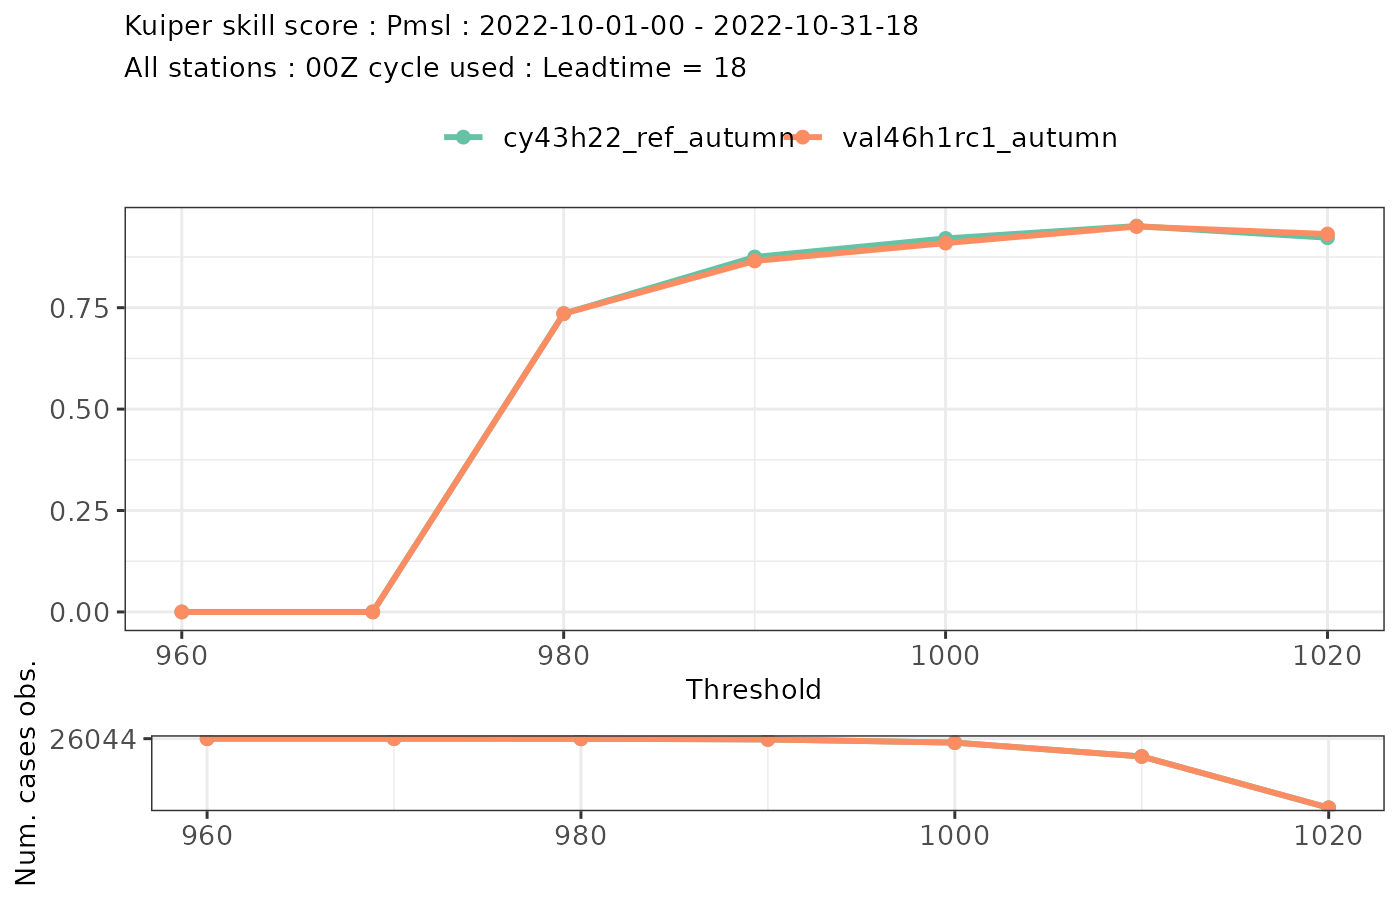 Kuiper skill score : Pmsl : 2022-10-01-00 - 2022-10-31-18
All stations : 00Z cycle used : Leadtime = 18
cy43h22_ref_autumn val46h1rc1_autumn
0.75
0.50
0.25
0.00
960 980 1000 1020
Threshold
Num. cases obs.
26044
960 980 1000 1020